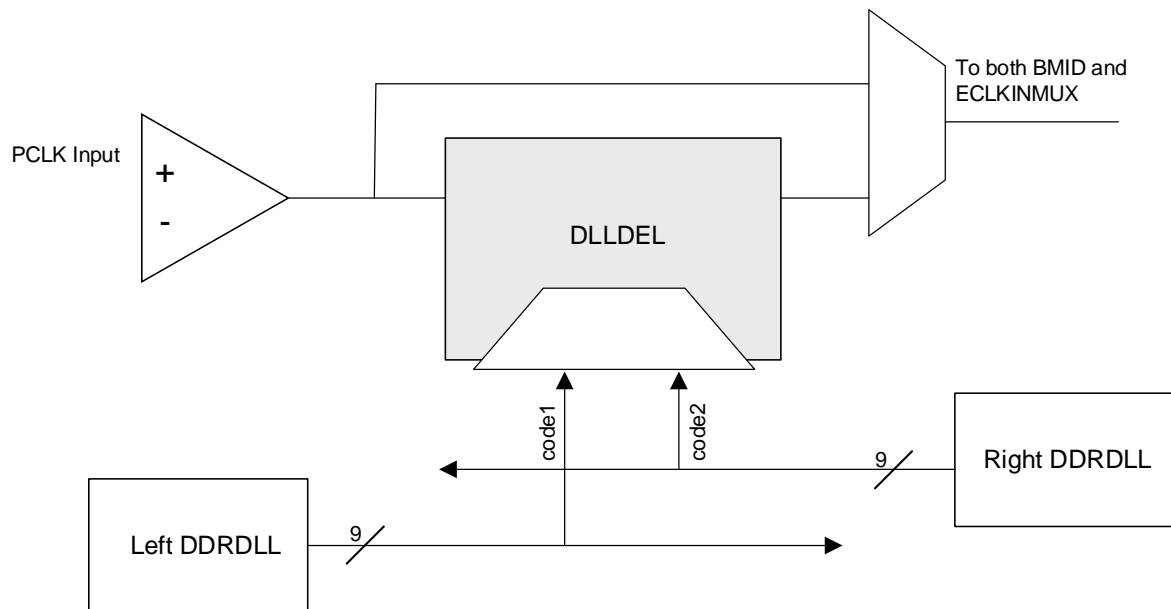 To both BMID and
ECLKINMUX
PCLK Input
+
-
DLLDEL
code1
code2
9
Right DDRDLL
9
Left DDRDLL